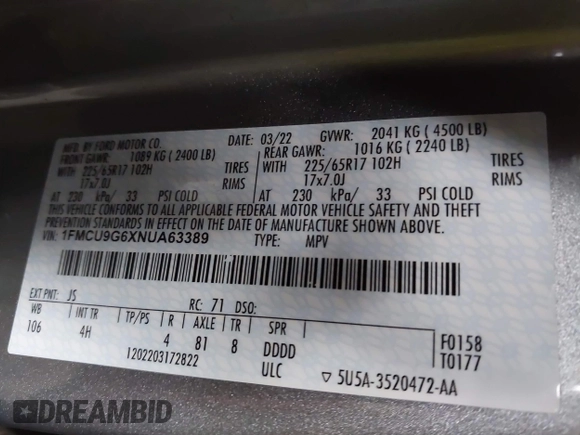 MFD. BY FORD MOTOR CO. DATE: 03/22 GVWR: 2041 KG ( 4500 LB)
FRONT GAWR: 1089 KG ( 2400 LB) REAR GAWR: 1016 KG ( 2240 LB)
WITH 225/65R17 102H TIRES WITH 225/65R17 102H TIRES
17x7.0J RIMS 17x7.0J RIMS
AT 230 kPa/ 33 PSI COLD AT 230 kPa/ 33 PSI COLD
THIS VEHICLE CONFORMS TO ALL APPLICABLE FEDERAL MOTOR VEHICLE SAFETY AND THEFT
PREVENTION STANDARDS IN EFFECT ON THE DATE OF MANUFACTURE SHOWN ABOVE.
VIN: 1FMCU9G6XNUA63389 TYPE: MPV
EXT PNT: JS RC: 71 DSO:
WB INT TR TP/PS R AXLE TR SPR F0158
106 4H 4 81 8 DDDD T0177
1202203172822 ULC ▽ 5U5A-3520472-AA
DREAMBID